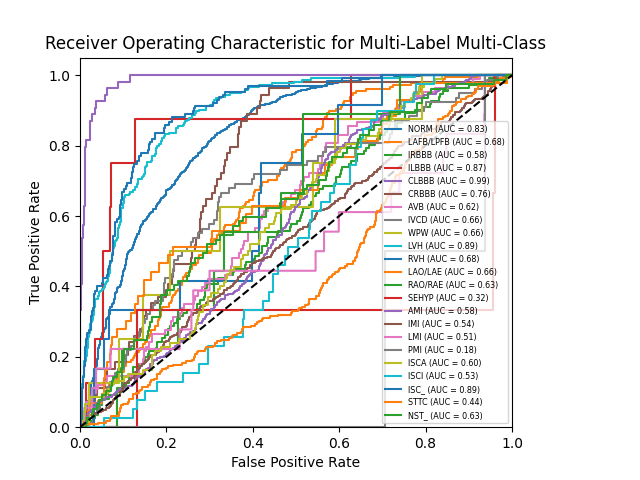 Receiver Operating Characteristic for Multi-Label Multi-Class
True Positive Rate
1.0
0.8
0.6
0.4
0.2
0.0
NORM (AUC = 0.83)
LAFB/LPFB (AUC = 0.68)
IRBBB (AUC = 0.58)
ILBBB (AUC = 0.87)
CLBBB (AUC = 0.99)
CRBBB (AUC = 0.76)
AVB (AUC = 0.62)
IVCD (AUC = 0.66)
WPW (AUC = 0.66)
LVH (AUC = 0.89)
RVH (AUC = 0.68)
LAO/LAE (AUC = 0.66)
RAO/RAE (AUC = 0.63)
SEHYP (AUC = 0.32)
AMI (AUC = 0.58)
IMI (AUC = 0.54)
LMI (AUC = 0.51)
PMI (AUC = 0.18)
ISCA (AUC = 0.60)
ISCI (AUC = 0.53)
ISC_ (AUC = 0.89)
STTC (AUC = 0.44)
NST_ (AUC = 0.63)
0.0 0.2 0.4 0.6 0.8 1.0
False Positive Rate